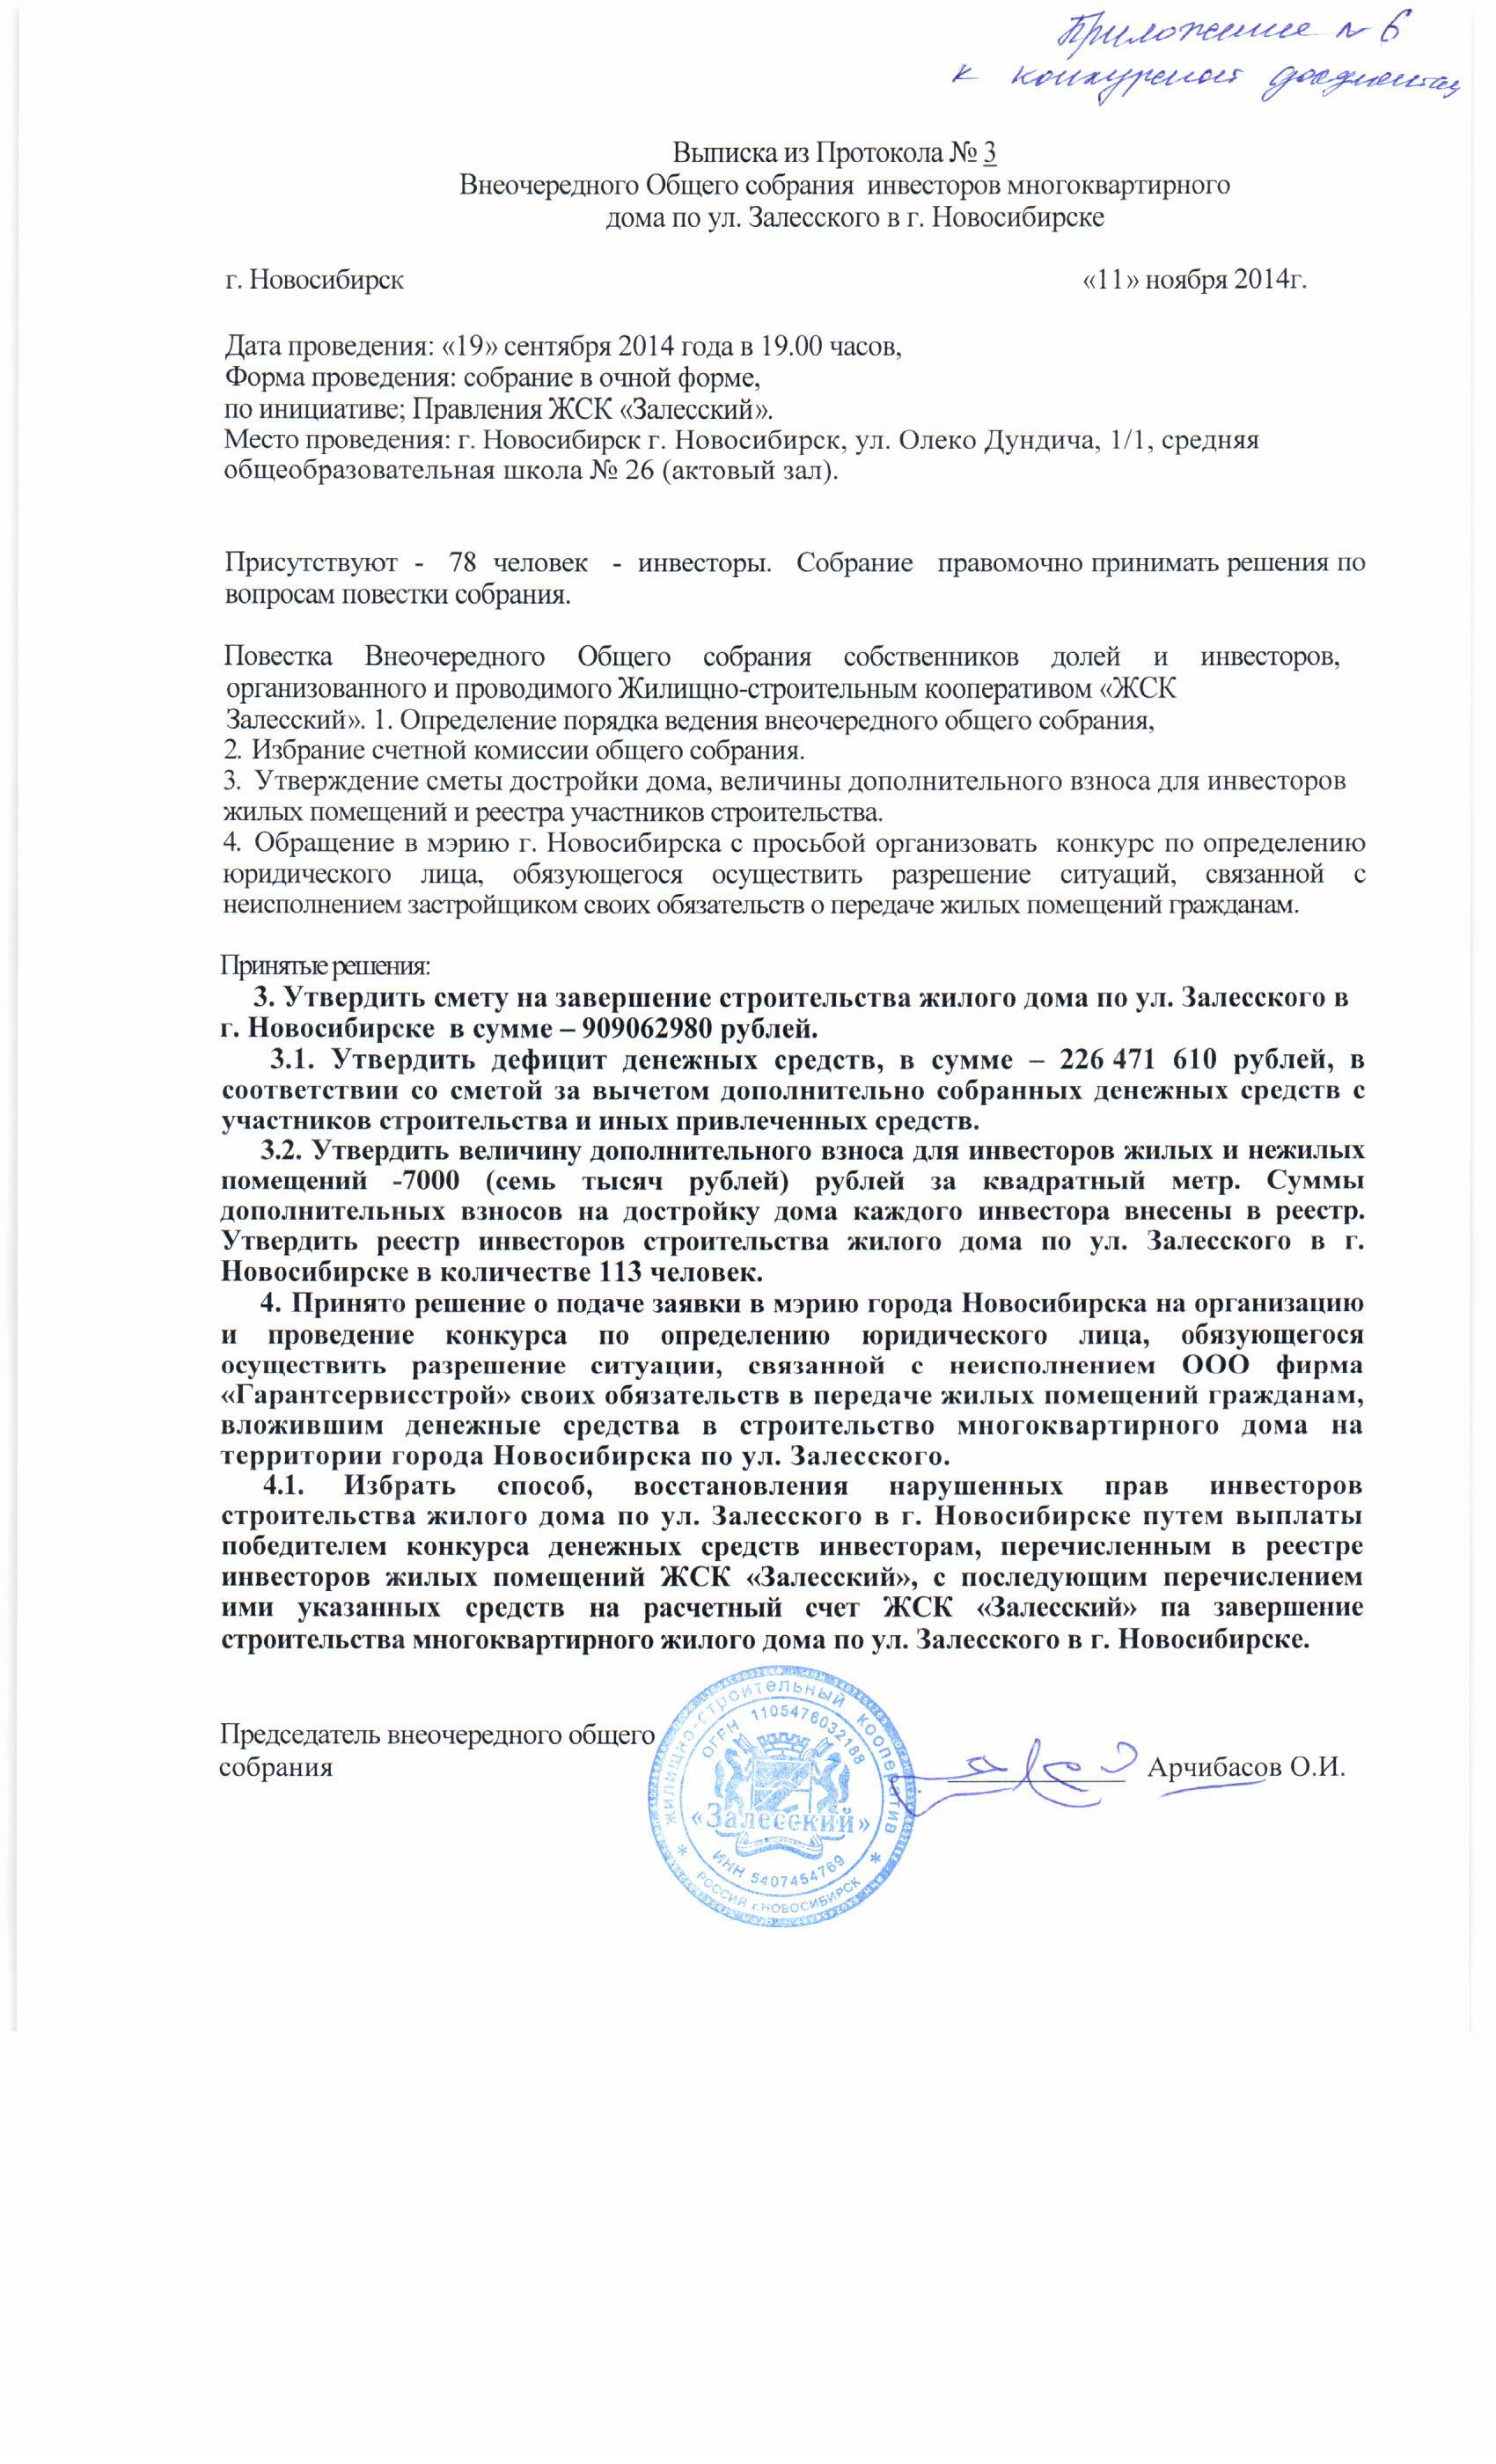 Приложение № 6
к конкурсной документац
Выписка из Протокола № 3
Внеочередного Общего собрания инвесторов многоквартирного
дома по ул. Залесского в г. Новосибирске
г. Новосибирск «11» ноября 2014г.
Дата проведения: «19» сентября 2014 года в 19.00 часов,
Форма проведения: собрание в очной форме,
по инициативе; Правления ЖСК «Залесский».
Место проведения: г. Новосибирск г. Новосибирск, ул. Олеко Дундича, 1/1, средняя
общеобразовательная школа № 26 (актовый зал).
Присутствуют - 78 человек - инвесторы. Собрание правомочно принимать решения по
вопросам повестки собрания.
Повестка Внеочередного Общего собрания собственников долей и инвесторов,
организованного и проводимого Жилищно-строительным кооперативом «ЖСК
Залесский». 1. Определение порядка ведения внеочередного общего собрания,
2. Избрание счетной комиссии общего собрания.
3. Утверждение сметы достройки дома, величины дополнительного взноса для инвесторов
жилых помещений и реестра участников строительства.
4. Обращение в мэрию г. Новосибирска с просьбой организовать конкурс по определению
юридического лица, обязующегося осуществить разрешение ситуаций, связанной с
неисполнением застройщиком своих обязательств о передаче жилых помещений гражданам.
Принятые решения:
3. Утвердить смету на завершение строительства жилого дома по ул. Залесского в
г. Новосибирске в сумме – 909062980 рублей.
3.1. Утвердить дефицит денежных средств, в сумме – 226 471 610 рублей, в
соответствии со сметой за вычетом дополнительно собранных денежных средств с
участников строительства и иных привлеченных средств.
3.2. Утвердить величину дополнительного взноса для инвесторов жилых и нежилых
помещений -7000 (семь тысяч рублей) рублей за квадратный метр. Суммы
дополнительных взносов на достройку дома каждого инвестора внесены в реестр.
Утвердить реестр инвесторов строительства жилого дома по ул. Залесского в г.
Новосибирске в количестве 113 человек.
4. Принято решение о подаче заявки в мэрию города Новосибирска на организацию
и проведение конкурса по определению юридического лица, обязующегося
осуществить разрешение ситуации, связанной с неисполнением ООО фирма
«Гарантсервисстрой» своих обязательств в передаче жилых помещений гражданам,
вложившим денежные средства в строительство многоквартирного дома на
территории города Новосибирска по ул. Залесского.
4.1. Избрать способ, восстановления нарушенных прав инвесторов
строительства жилого дома по ул. Залесского в г. Новосибирске путем выплаты
победителем конкурса денежных средств инвесторам, перечисленным в реестре
инвесторов жилых помещений ЖСК «Залесский», с последующим перечислением
ими указанных средств на расчетный счет ЖСК «Залесский» па завершение
строительства многоквартирного жилого дома по ул. Залесского в г. Новосибирске.
Председатель внеочередного общего
собрания Арчибасов О.И.
жилищно-строительный кооператив
ОГРН 1105476032188
«Залесский»
ИНН 5407454769
* РОССИЯ г.НОВОСИБИРСК *